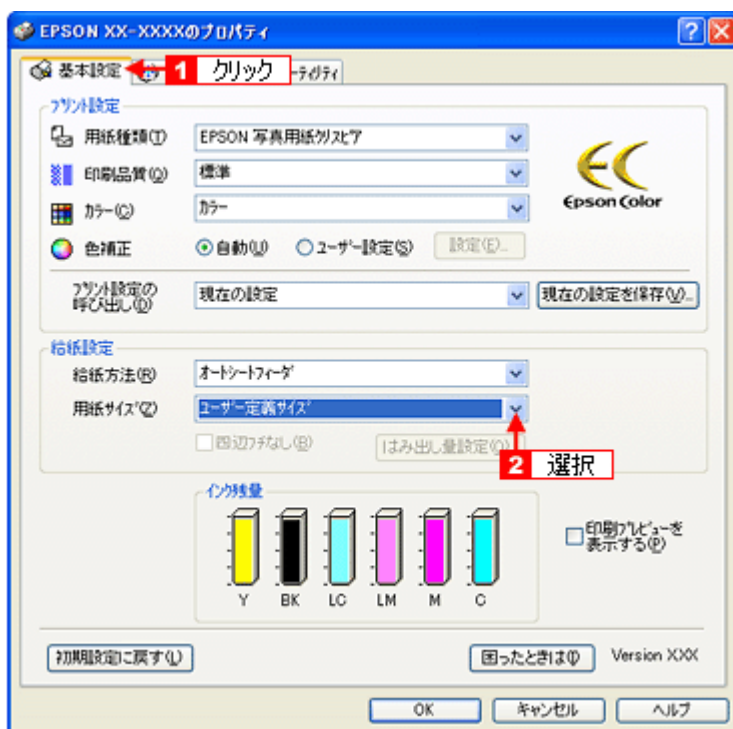 EPSON XX-XXXXのプロパティ
基本設定 1 クリック ーティリティ
プリント設定
用紙種類(T) EPSON 写真用紙クリスピア
印刷品質(Q) 標準
カラー(C) カラー
Epson Color
色補正 自動(U) ユーザー設定(S) 設定(E)...
プリント設定の
呼び出し(D) 現在の設定 現在の設定を保存(V)...
給紙設定
給紙方法(R) オートシートフィーダ
用紙サイズ(Z) ユーザー定義サイズ
四辺フチなし(B) はみ出し量設定(O)
2 選択
インク残量
印刷プレビューを
表示する(P)
Y BK LC LM M C
初期設定に戻す(L) 困ったときは(I) Version XXX
OK キャンセル ヘルプ